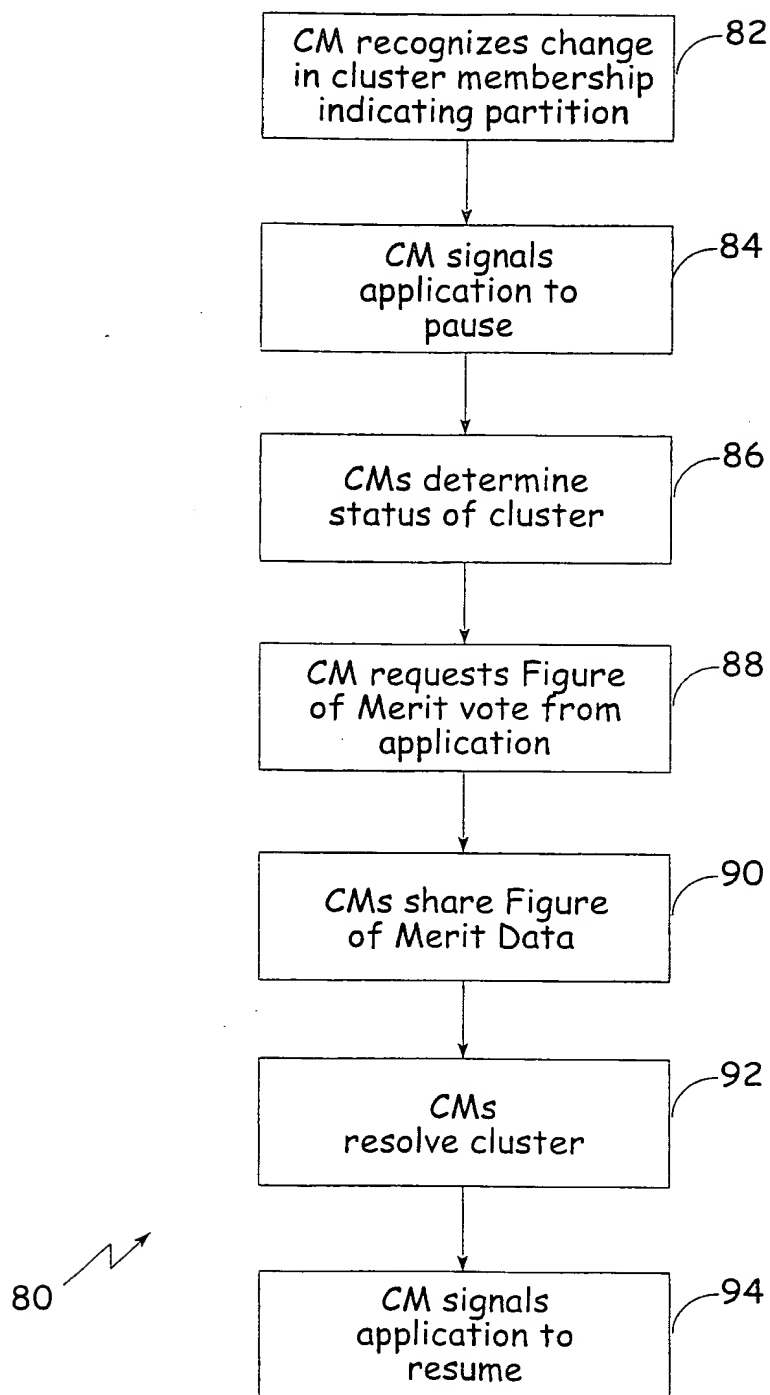 CM recognizes change
in cluster membership
indicating partition
82
CM signals
application to
pause
84
CMs determine
status of cluster
86
CM requests Figure
of Merit vote from
application
88
CMs share Figure
of Merit Data
90
CMs
resolve cluster
92
CM signals
application to
resume
94
80